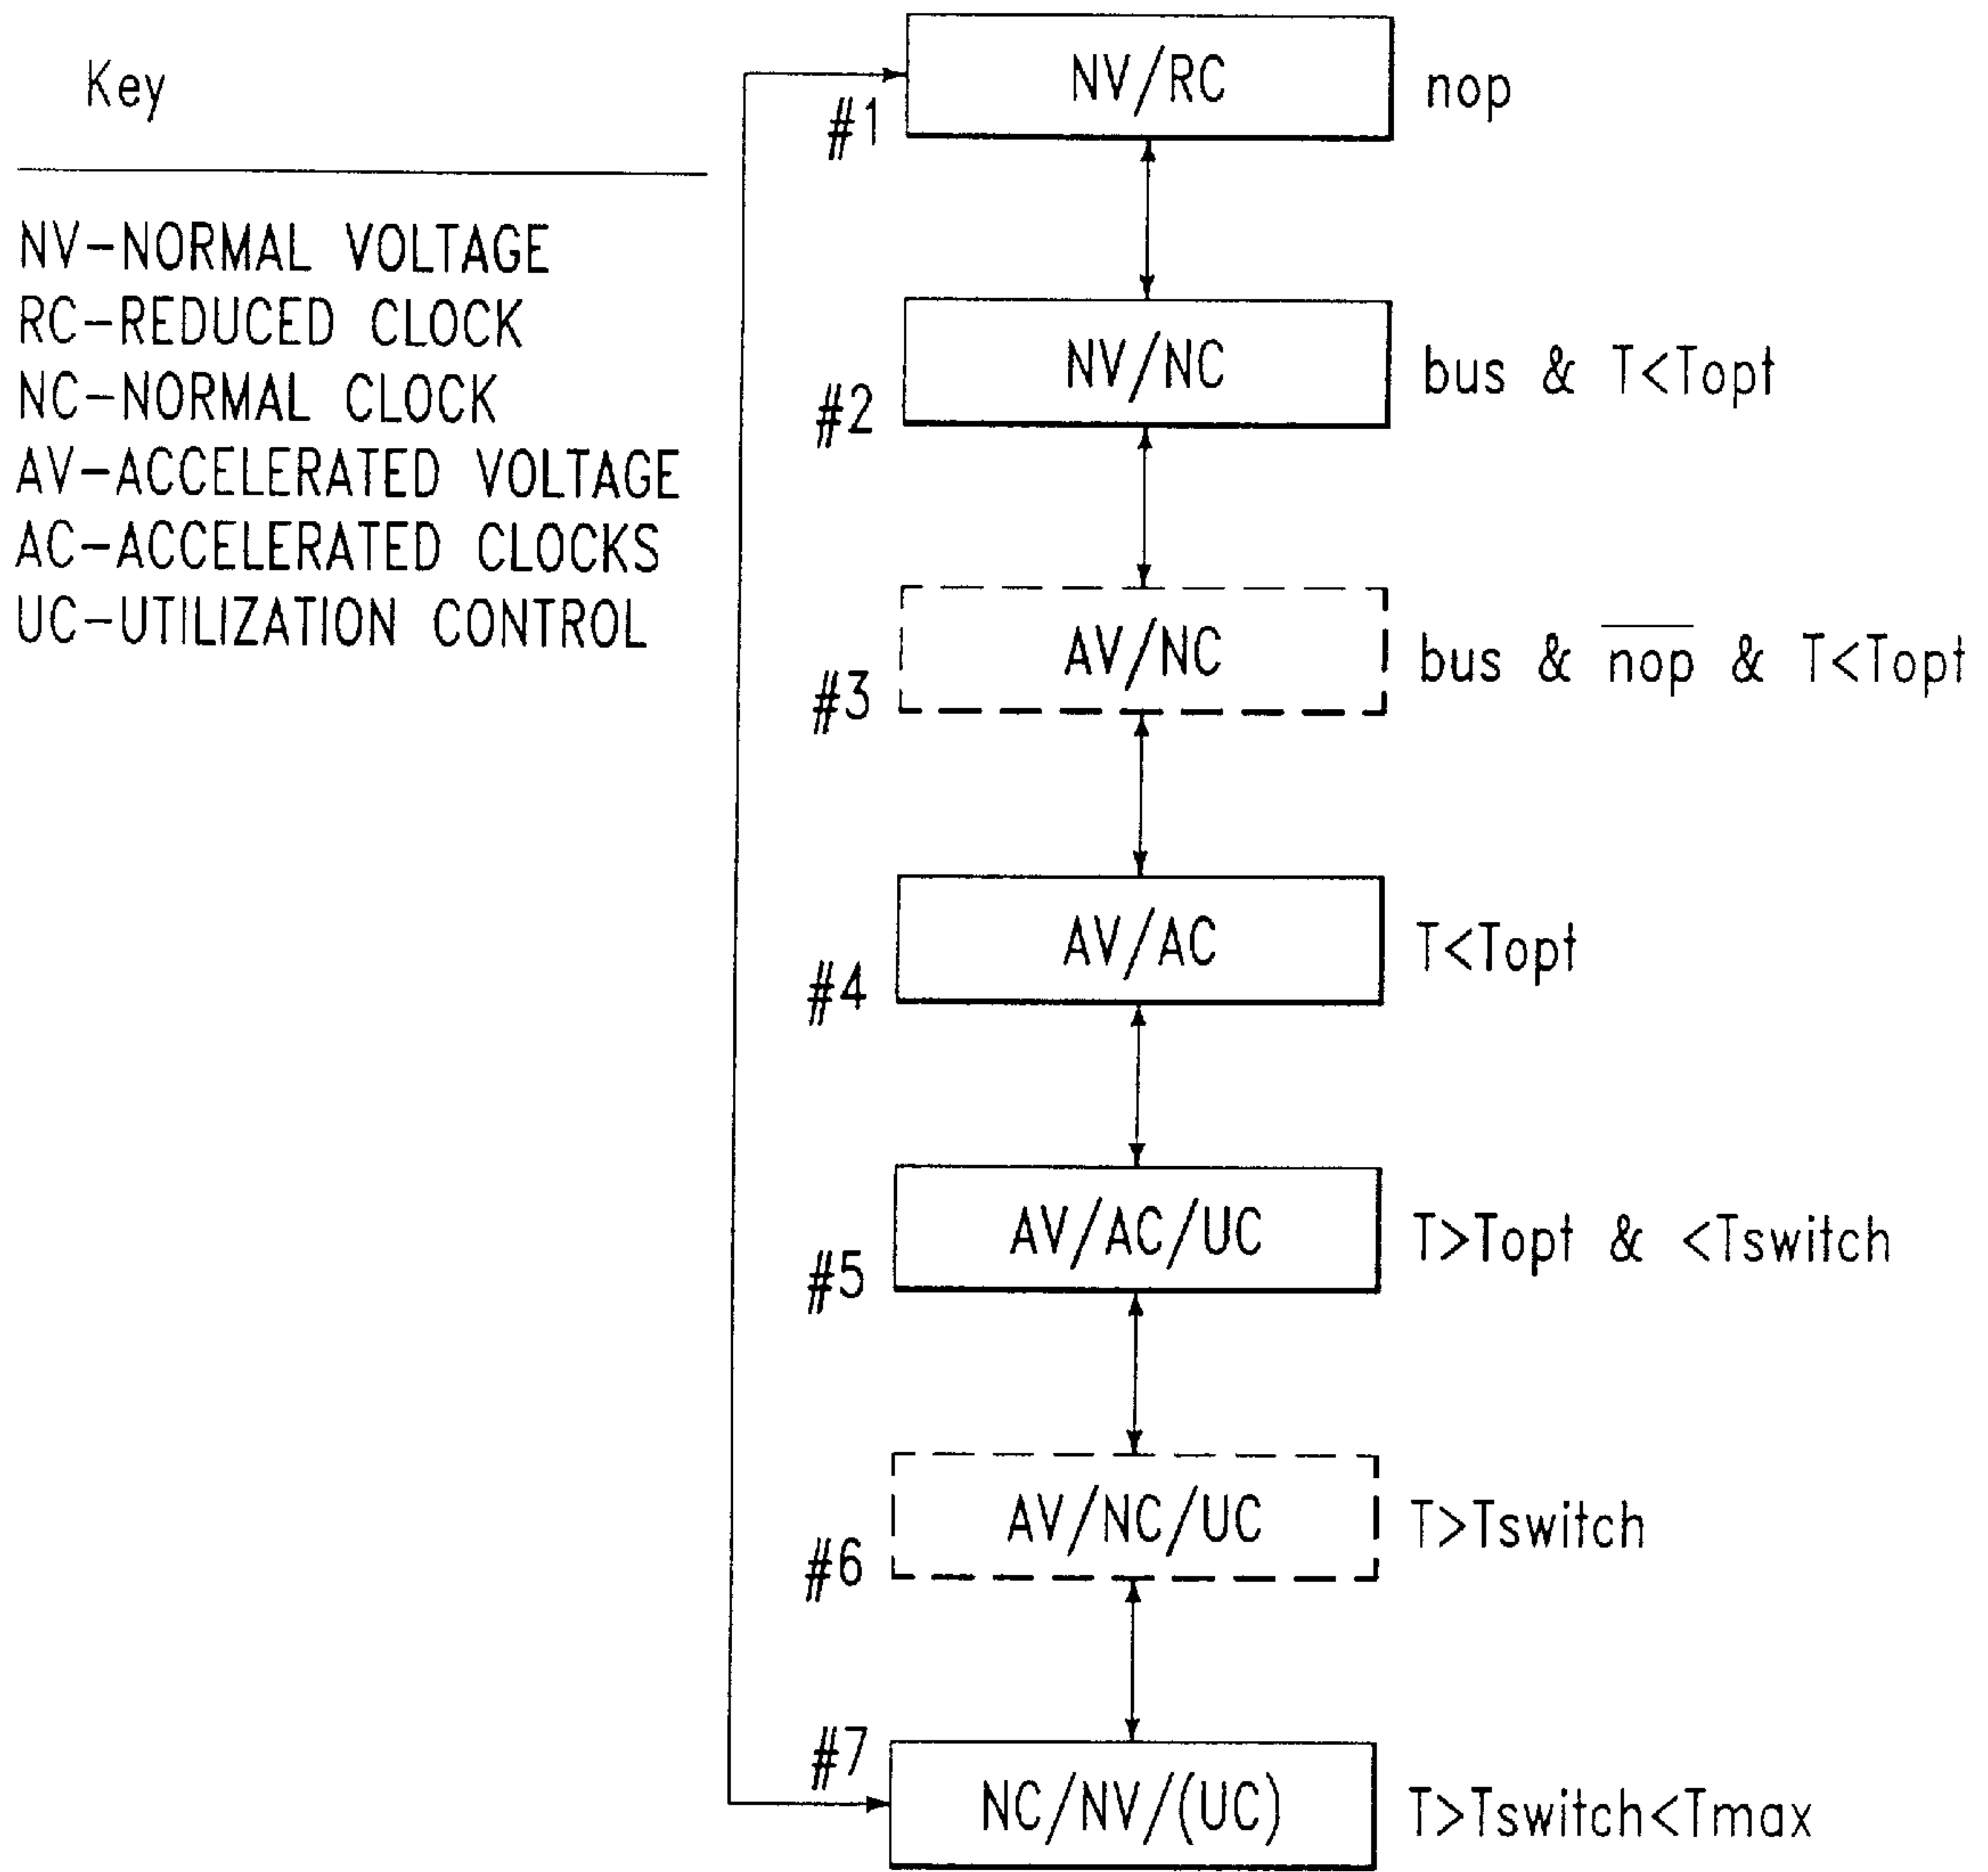 Key
NV-NORMAL VOLTAGE
RC-REDUCED CLOCK
NC-NORMAL CLOCK
AV-ACCELERATED VOLTAGE
AC-ACCELERATED CLOCKS
UC-UTILIZATION CONTROL
#1 NV/RC nop
#2 NV/NC bus & T<Topt
#3 AV/NC bus & n̅o̅p̅ & T<Topt
#4 AV/AC T<Topt
#5 AV/AC/UC T>Topt & <Tswitch
#6 AV/NC/UC T>Tswitch
#7 NC/NV/(UC) T>Tswitch<Tmax